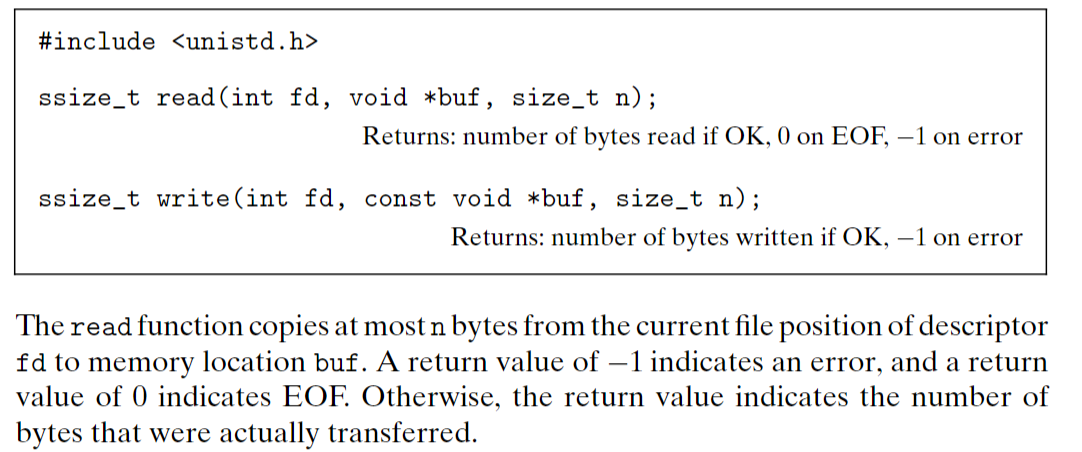 #include <unistd.h>
ssize_t read(int fd, void *buf, size_t n);
Returns: number of bytes read if OK, 0 on EOF, −1 on error
ssize_t write(int fd, const void *buf, size_t n);
Returns: number of bytes written if OK, −1 on error
The read function copies at most n bytes from the current file position of descriptor
fd to memory location buf. A return value of −1 indicates an error, and a return
value of 0 indicates EOF. Otherwise, the return value indicates the number of
bytes that were actually transferred.